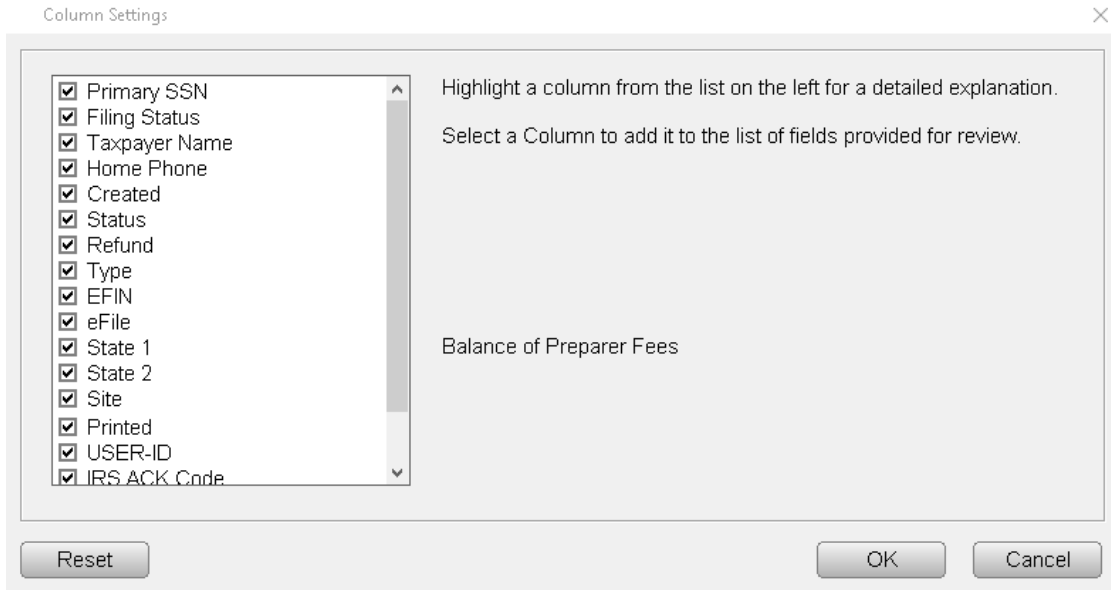 Column Settings
Primary SSN
Filing Status
Taxpayer Name
Home Phone
Created
Status
Refund
Type
EFIN
eFile
State 1
State 2
Site
Printed
USER-ID
IRS ACK Code
Highlight a column from the list on the left for a detailed explanation.
Select a Column to add it to the list of fields provided for review.
Balance of Preparer Fees
Reset
OK
Cancel